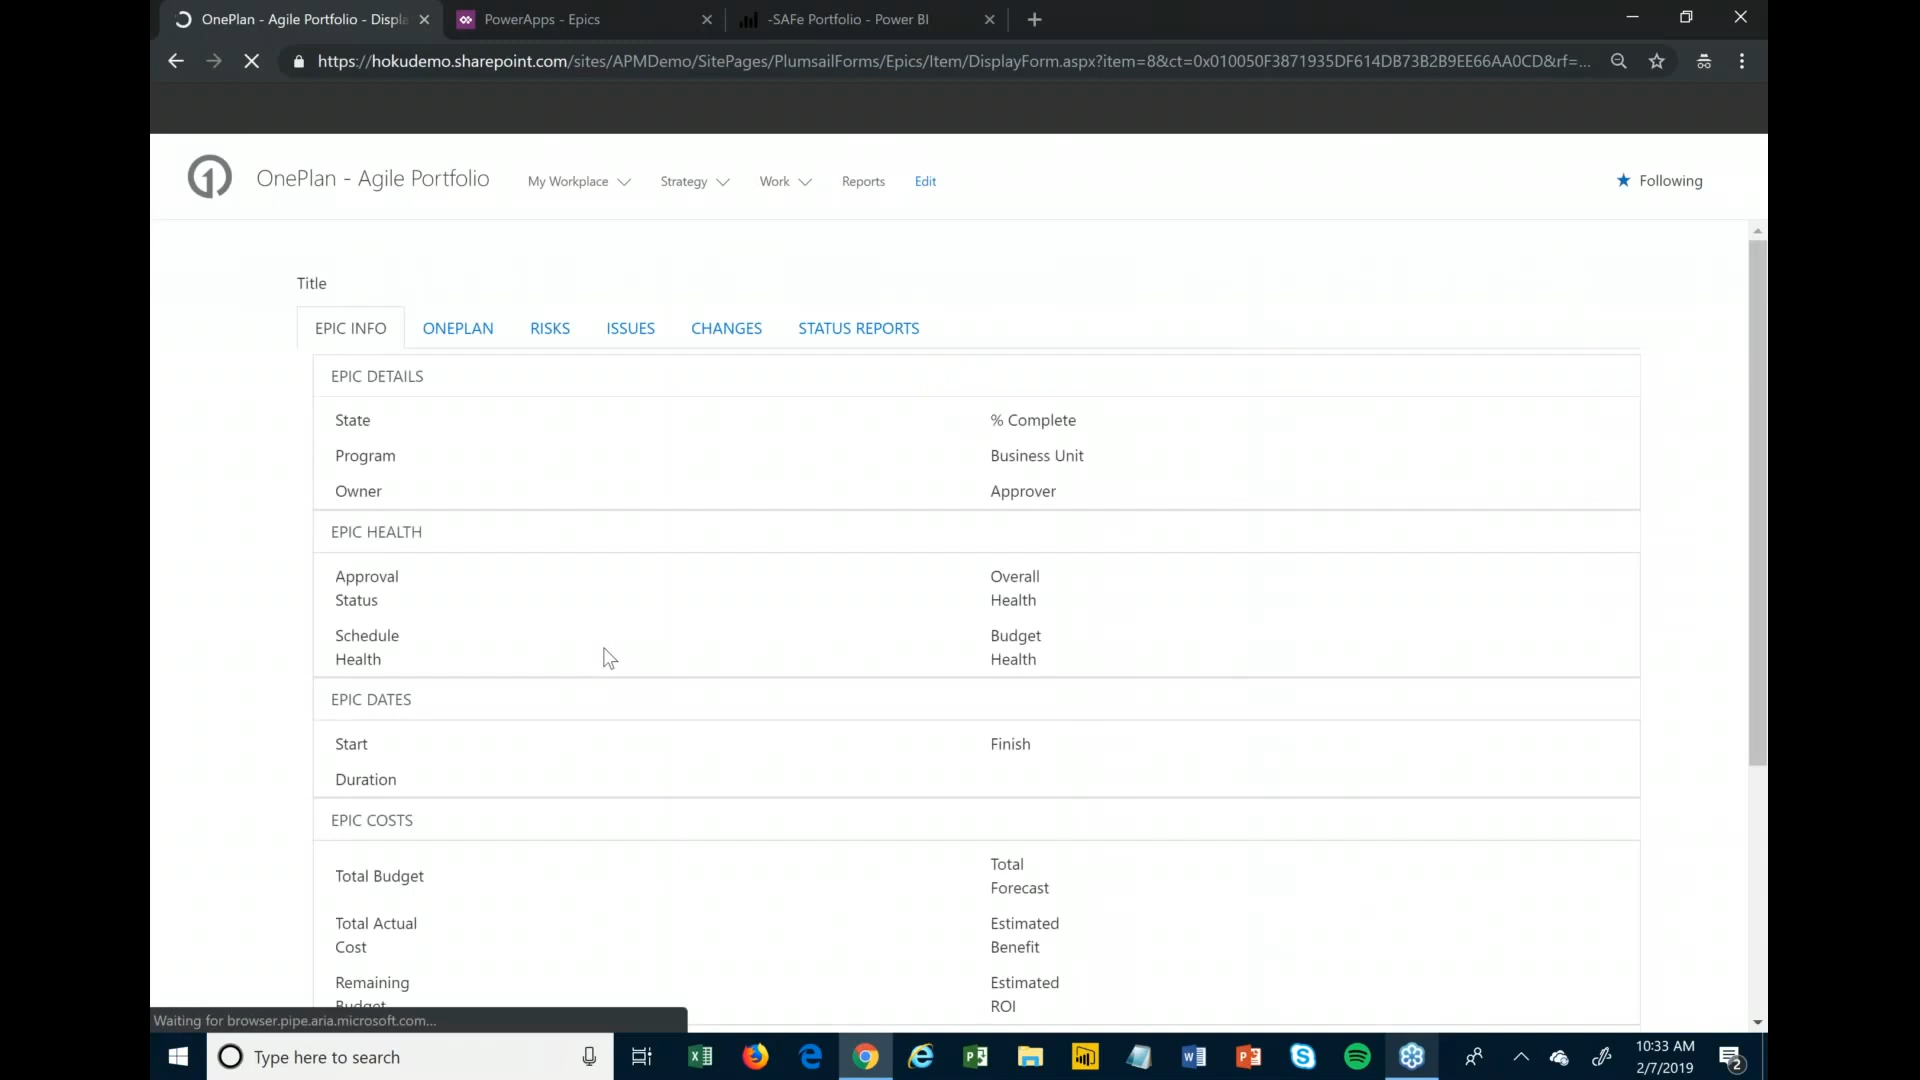 OnePlan - Agile Portfolio - Displa
PowerApps - Epics
-SAFe Portfolio - Power BI
https://hokudemo.sharepoint.com/sites/APMDemo/SitePages/PlumsailForms/Epics/Item/DisplayForm.aspx?item=8&ct=0x010050F3871935DF614DB73B2B9EE66AA0CD&rf=...
OnePlan - Agile Portfolio
My Workplace
Strategy
Work
Reports
Edit
Following
Title
EPIC INFO
ONEPLAN
RISKS
ISSUES
CHANGES
STATUS REPORTS
EPIC DETAILS
State
% Complete
Program
Business Unit
Owner
Approver
EPIC HEALTH
Approval
Status
Overall
Health
Schedule
Health
Budget
Health
EPIC DATES
Start
Finish
Duration
EPIC COSTS
Total Budget
Total
Forecast
Total Actual
Cost
Estimated
Benefit
Remaining
Budget
Estimated
ROI
Waiting for browser.pipe.aria.microsoft.com...
Type here to search
10:33 AM
2/7/2019
2